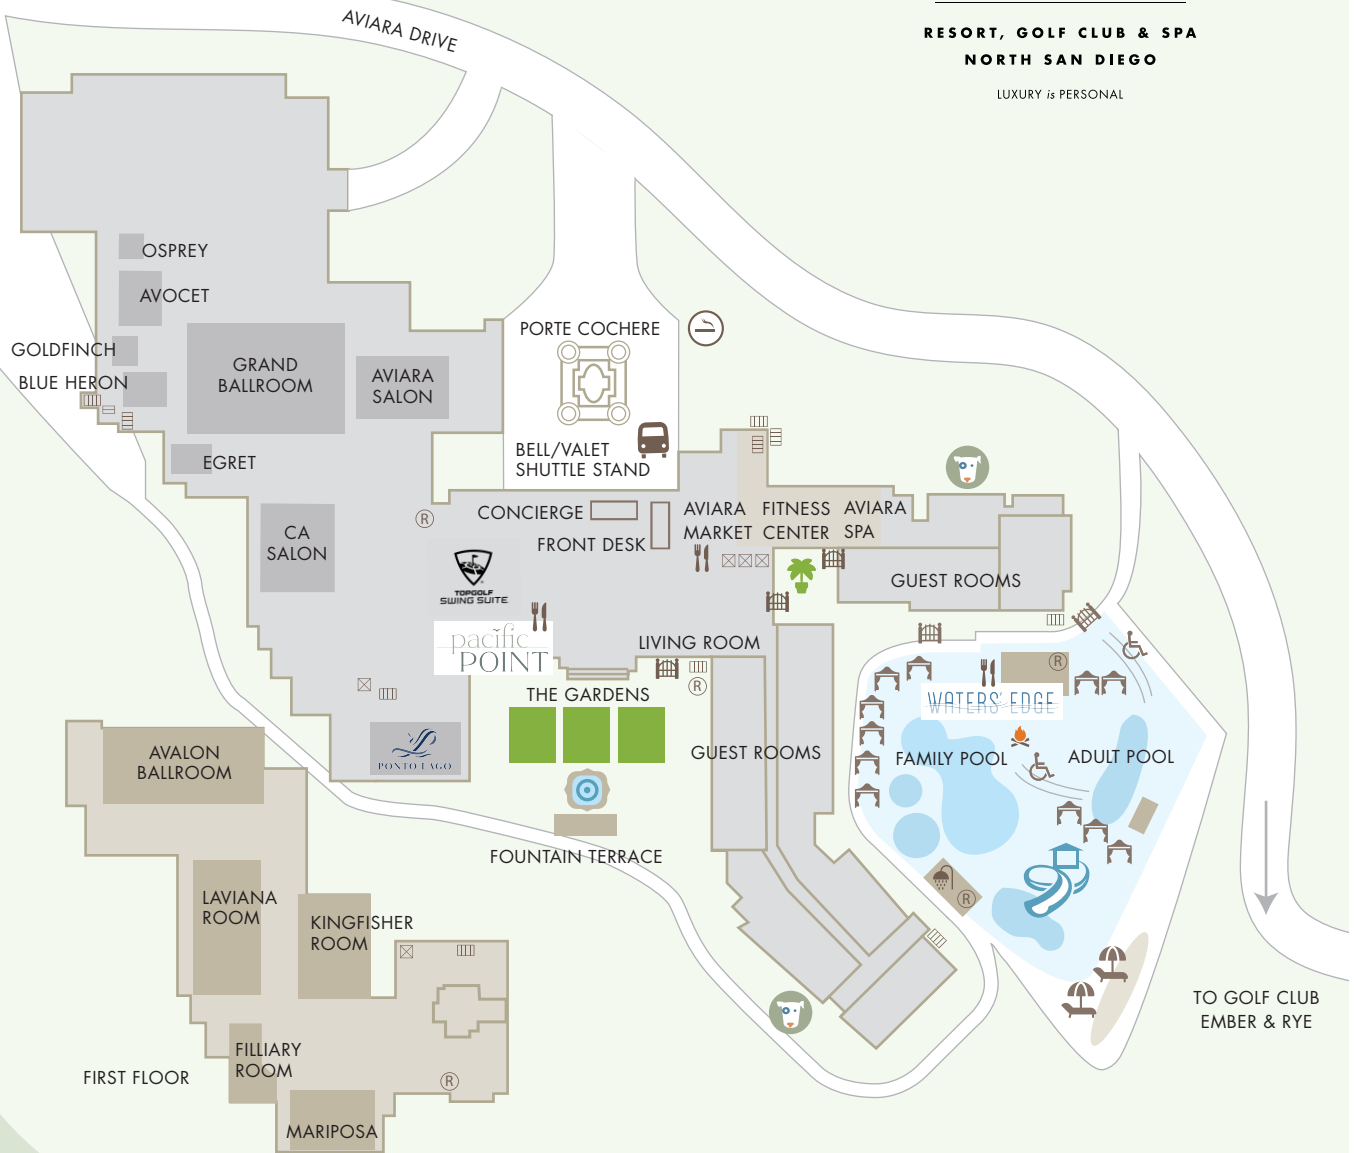 RESORT, GOLF CLUB & SPA
NORTH SAN DIEGO
LUXURY is PERSONAL
AVIARA DRIVE
OSPREY
AVOCET
GOLDFINCH
BLUE HERON
GRAND
BALLROOM
AVIARA
SALON
EGRET
CA
SALON
PORTE COCHERE
BELL/VALET
SHUTTLE STAND
CONCIERGE
FRONT DESK
AVIARA
MARKET
FITNESS
CENTER
AVIARA
SPA
GUEST ROOMS
R
TOPGOLF
SWING SUITE
pacific
POINT
LIVING ROOM
R
THE GARDENS
PONTO LAGO
FOUNTAIN TERRACE
GUEST ROOMS
R
WATERS' EDGE
FAMILY POOL
ADULT POOL
R
AVALON
BALLROOM
LAVIANA
ROOM
KINGFISHER
ROOM
FILLIARY
ROOM
MARIPOSA
R
FIRST FLOOR
TO GOLF CLUB
EMBER & RYE